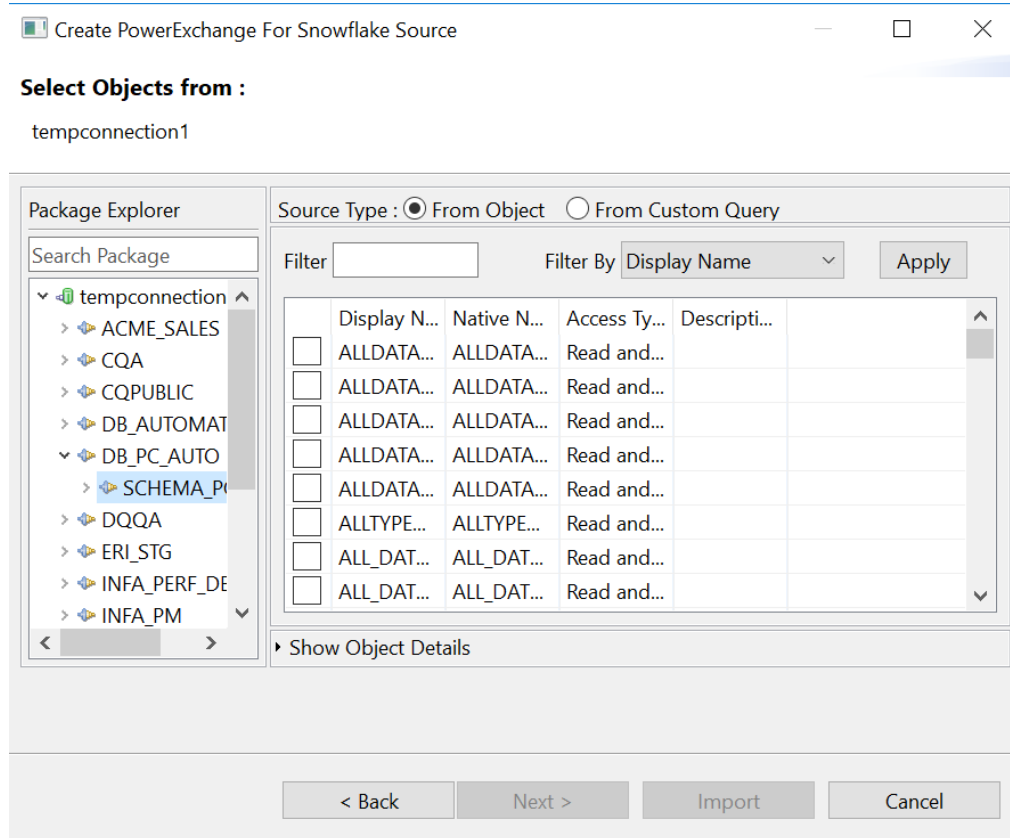 Create PowerExchange For Snowflake Source
Select Objects from :
tempconnection1
Package Explorer
Search Package
tempconnection
ACME_SALES
CQA
CQPUBLIC
DB_AUTOMAT
DB_PC_AUTO
SCHEMA_P
DQQA
ERI_STG
INFA_PERF_DE
INFA_PM
Source Type : From Object From Custom Query
Filter Filter By Display Name Apply
Display N... Native N... Access Ty... Descripti...
ALLDATA... ALLDATA... Read and...
ALLDATA... ALLDATA... Read and...
ALLDATA... ALLDATA... Read and...
ALLDATA... ALLDATA... Read and...
ALLDATA... ALLDATA... Read and...
ALLTYPE... ALLTYPE... Read and...
ALL_DAT... ALL_DAT... Read and...
ALL_DAT... ALL_DAT... Read and...
Show Object Details
< Back Next > Import Cancel